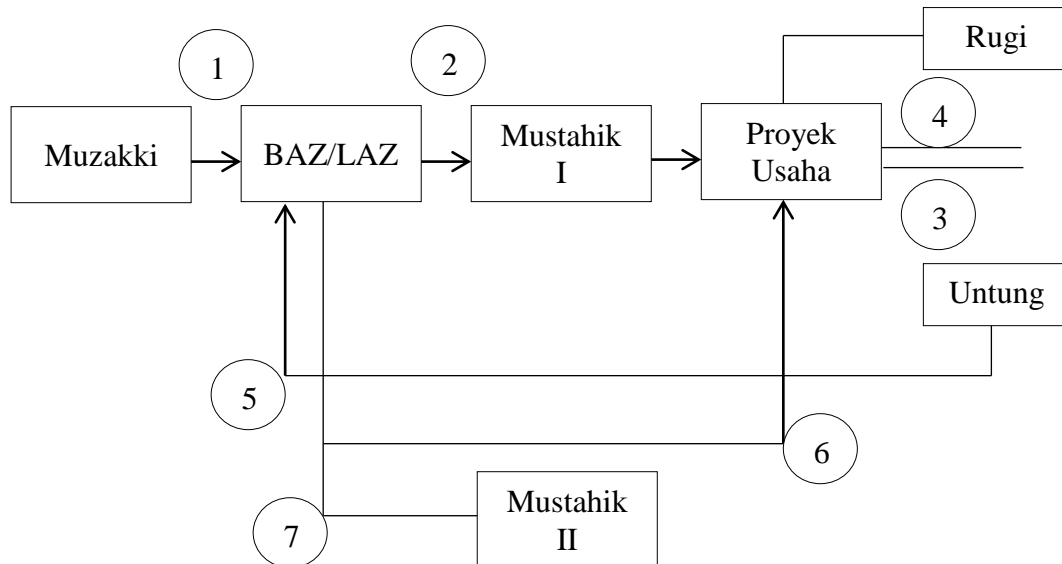 Rugi
1
2
4
Muzakki
BAZ/LAZ
Mustahik
I
Proyek
Usaha
3
Untung
5
6
7
Mustahik
II